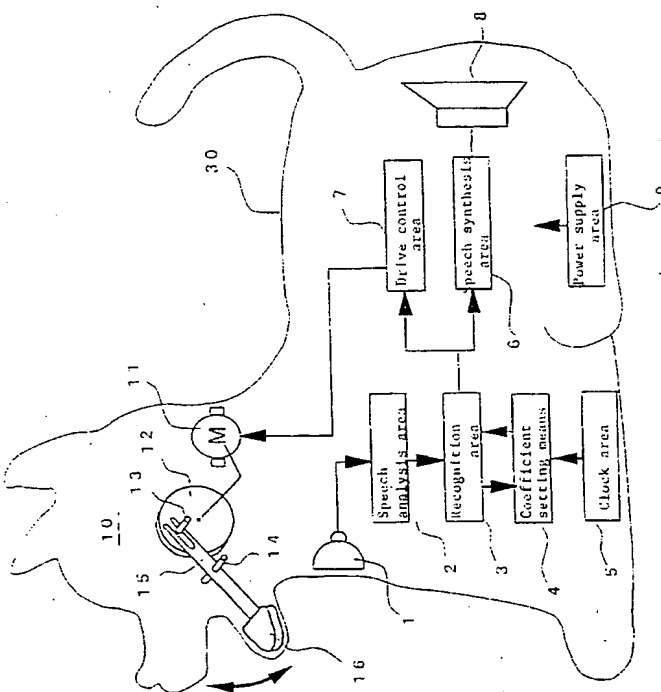 8
30
7
Drive control
area
Speech synthesis
area
6
Power supply
area
9
11
M
12
13
10
14
15
16
1
Speech
analysis area
2
Recognition
area
3
Coefficient
setting means
4
Clock area
5